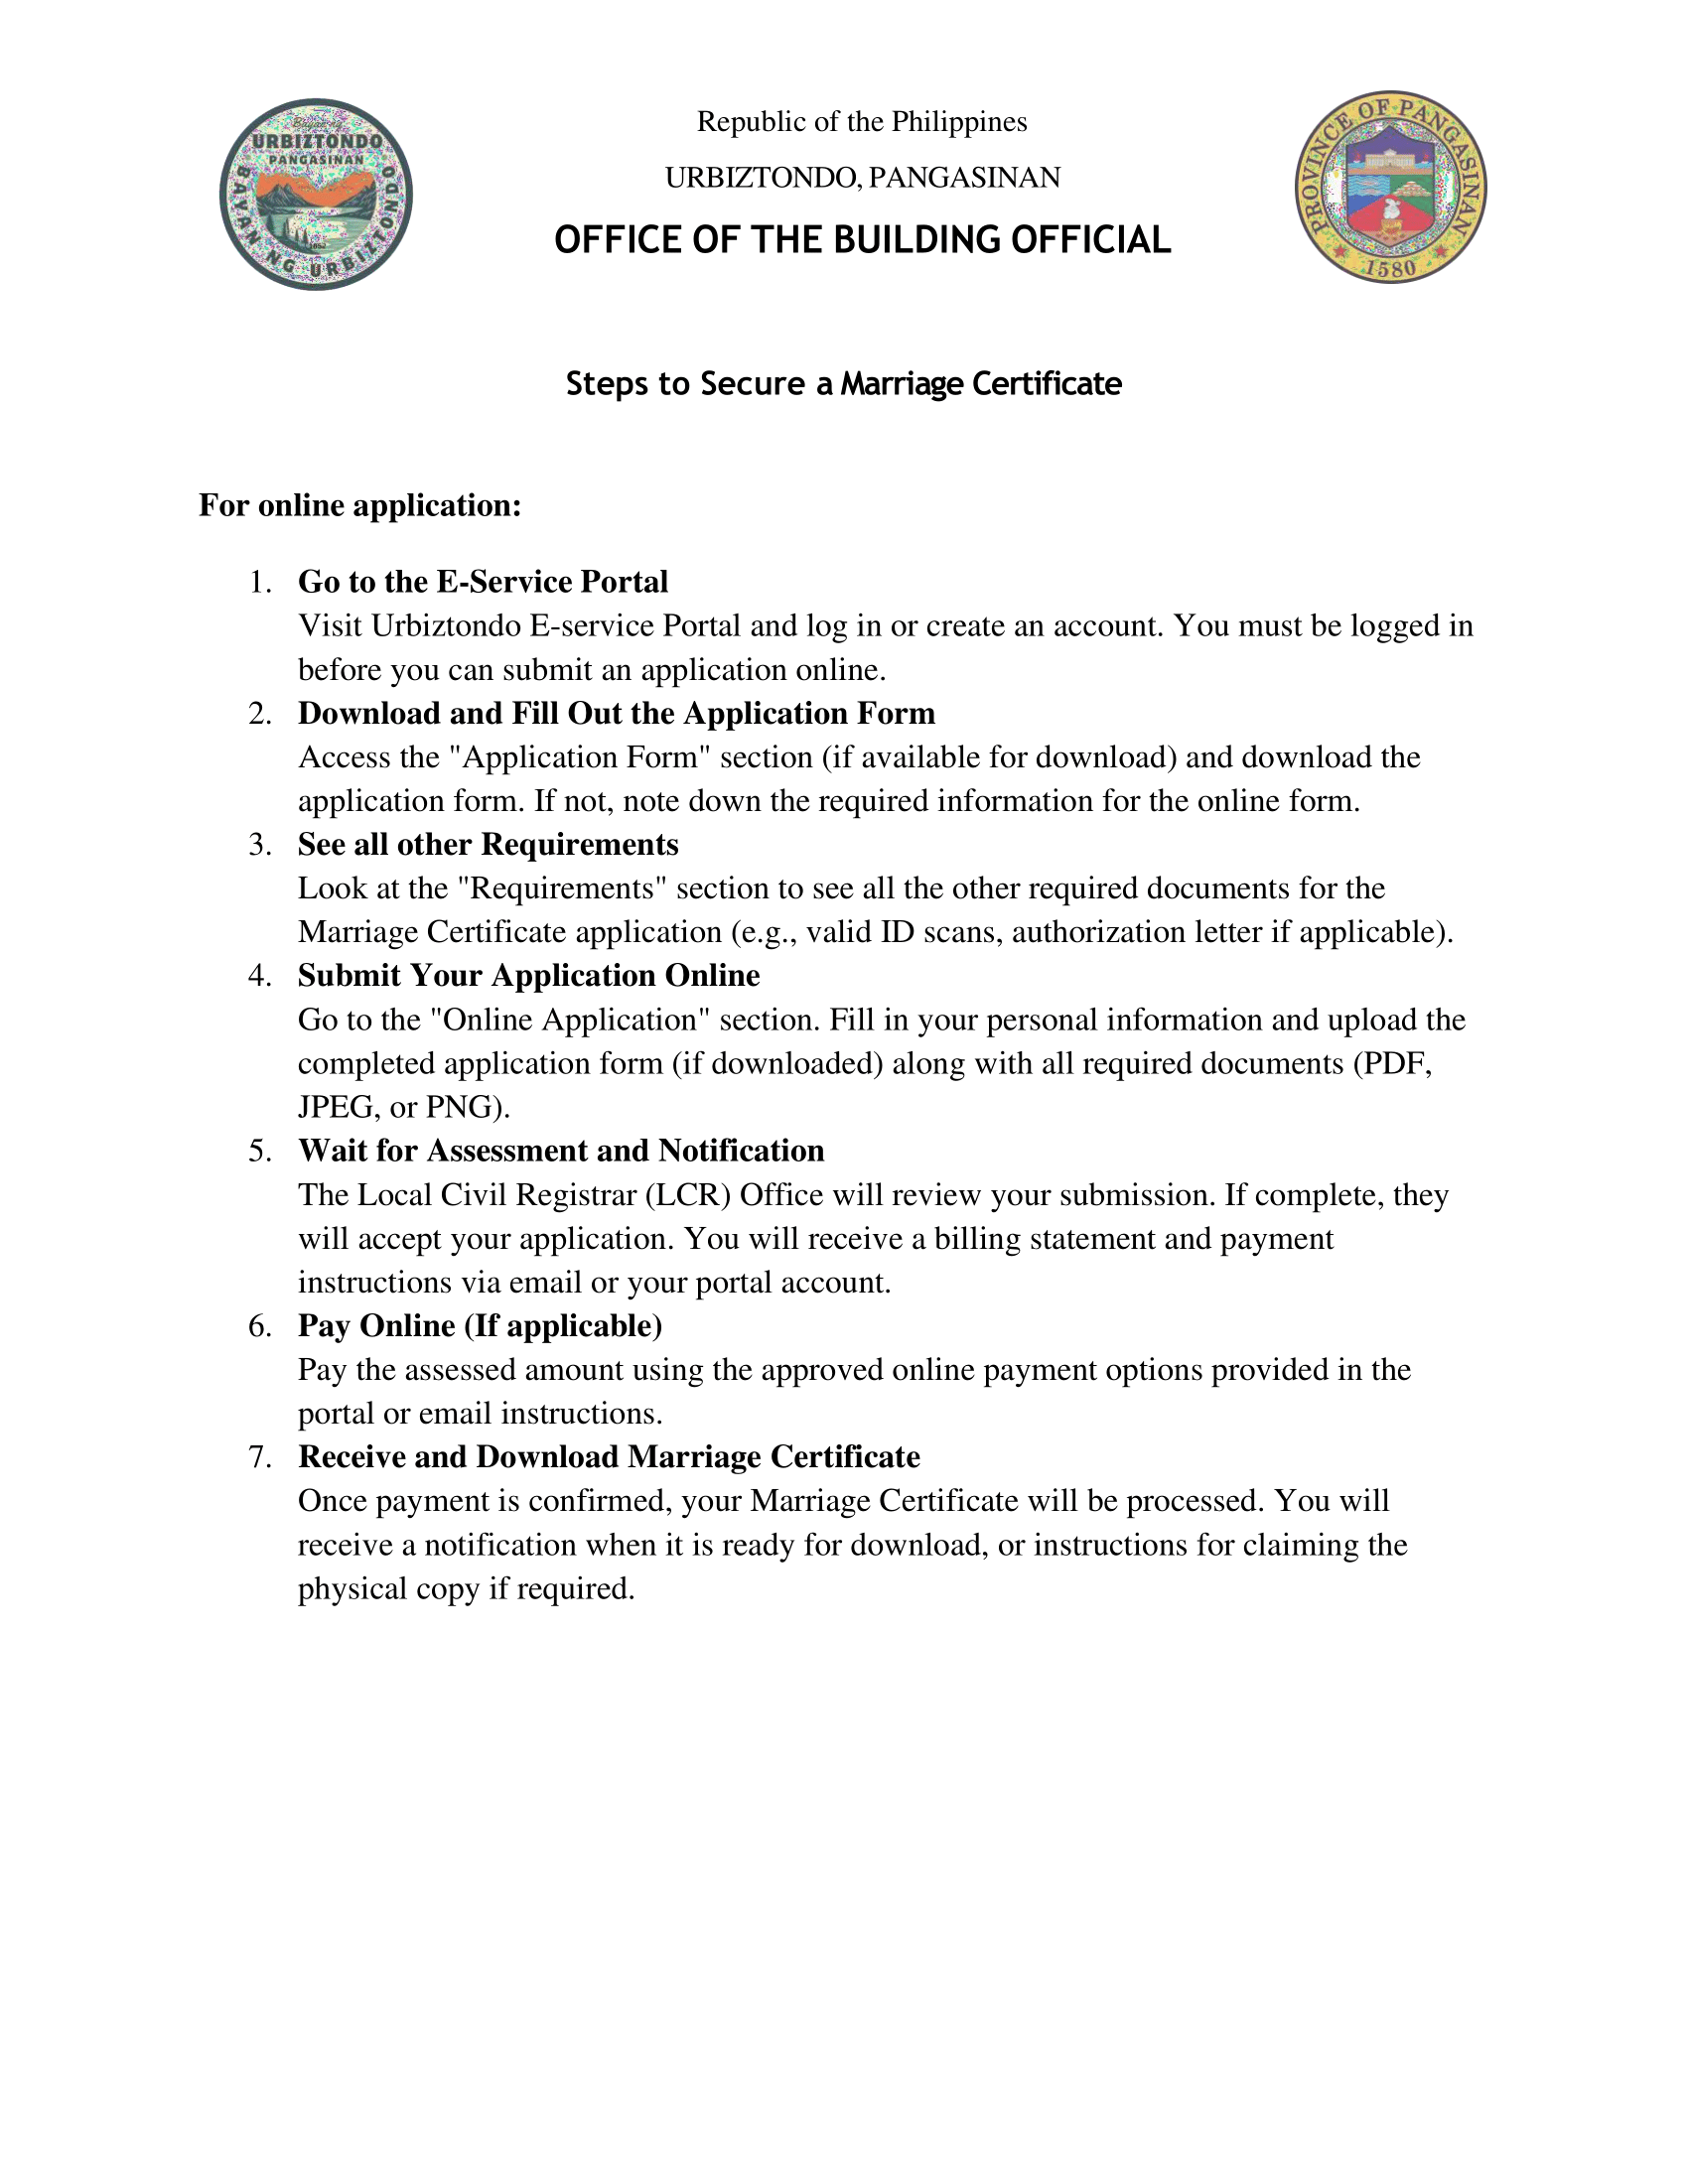 Bayan ng
URBIZTONDO
PANGASINAN
BAYAN NG URBIZTONDO
Republic of the Philippines
URBIZTONDO, PANGASINAN
OFFICE OF THE BUILDING OFFICIAL
PROVINCE OF PANGASINAN
1580
Steps to Secure a Marriage Certificate
For online application:
1. Go to the E-Service Portal
Visit Urbiztondo E-service Portal and log in or create an account. You must be logged in
before you can submit an application online.
2. Download and Fill Out the Application Form
Access the "Application Form" section (if available for download) and download the
application form. If not, note down the required information for the online form.
3. See all other Requirements
Look at the "Requirements" section to see all the other required documents for the
Marriage Certificate application (e.g., valid ID scans, authorization letter if applicable).
4. Submit Your Application Online
Go to the "Online Application" section. Fill in your personal information and upload the
completed application form (if downloaded) along with all required documents (PDF,
JPEG, or PNG).
5. Wait for Assessment and Notification
The Local Civil Registrar (LCR) Office will review your submission. If complete, they
will accept your application. You will receive a billing statement and payment
instructions via email or your portal account.
6. Pay Online (If applicable)
Pay the assessed amount using the approved online payment options provided in the
portal or email instructions.
7. Receive and Download Marriage Certificate
Once payment is confirmed, your Marriage Certificate will be processed. You will
receive a notification when it is ready for download, or instructions for claiming the
physical copy if required.